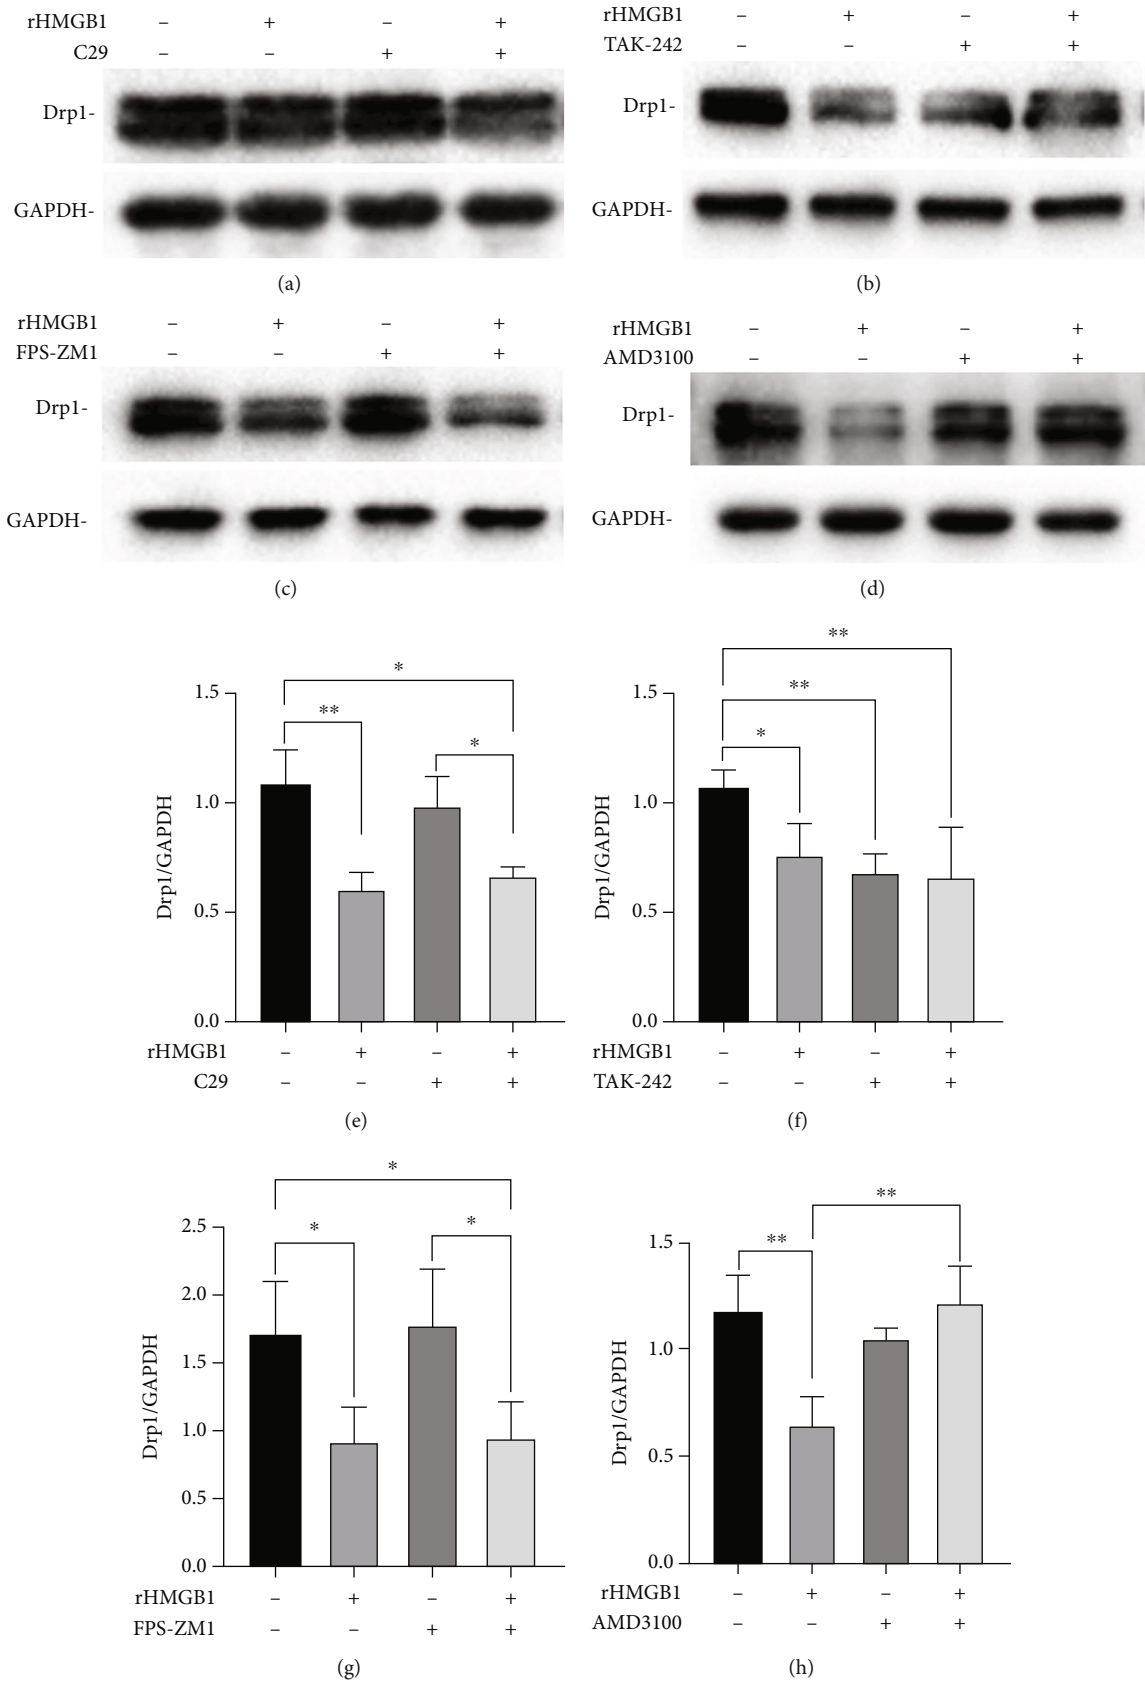 rHMGB1 – + – +
C29 – – + +
Drp1-
GAPDH-
(a)
rHMGB1 – + – +
TAK-242 – – + +
Drp1-
GAPDH-
(b)
rHMGB1 – + – +
FPS-ZM1 – – + +
Drp1-
GAPDH-
(c)
rHMGB1 – + – +
AMD3100 – – + +
Drp1-
GAPDH-
(d)
*
**
*
1.5
1.0
0.5
0.0
Drp1/GAPDH
rHMGB1 – + – +
C29 – – + +
(e)
**
**
*
1.5
1.0
0.5
0.0
Drp1/GAPDH
rHMGB1 – + – +
TAK-242 – – + +
(f)
*
*
*
2.5
2.0
1.5
1.0
0.5
0.0
Drp1/GAPDH
rHMGB1 – + – +
FPS-ZM1 – – + +
(g)
**
**
1.5
1.0
0.5
0.0
Drp1/GAPDH
rHMGB1 – + – +
AMD3100 – – + +
(h)